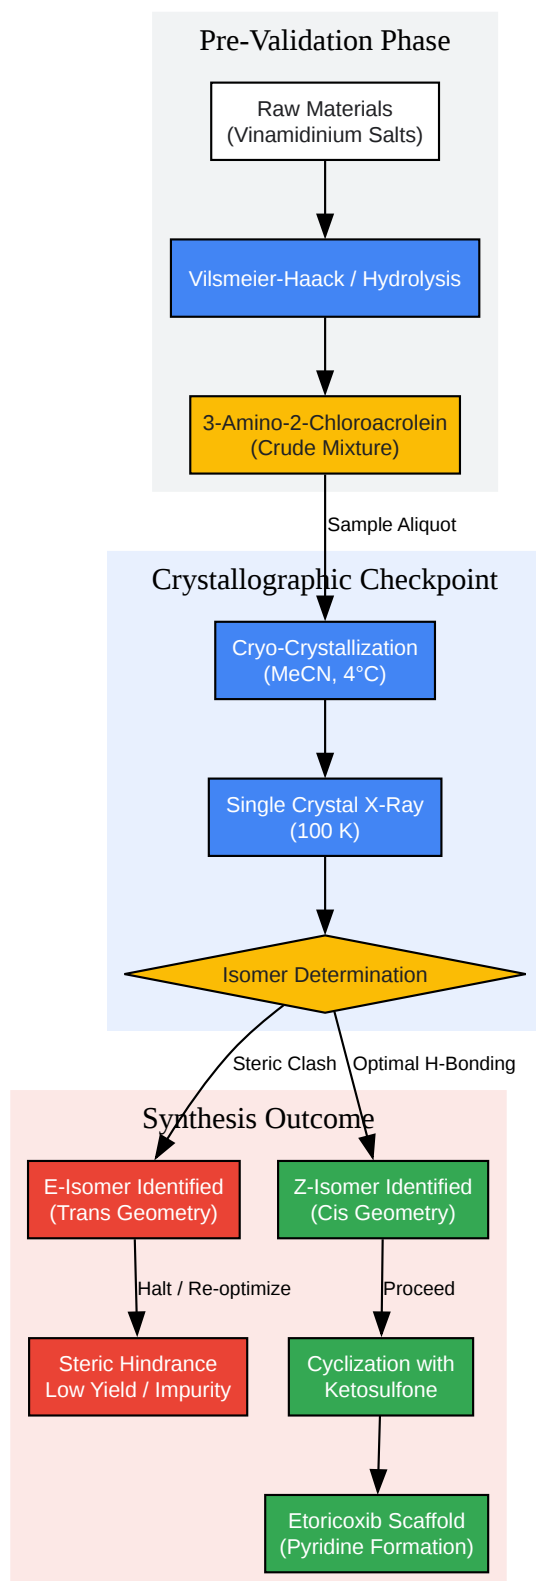 Pre-Validation Phase
Raw Materials
(Vinamidinium Salts)
Vilsmeier-Haack / Hydrolysis
3-Amino-2-Chloroacrolein
(Crude Mixture)
Sample Aliquot
Crystallographic Checkpoint
Cryo-Crystallization
(MeCN, 4°C)
Single Crystal X-Ray
(100 K)
Isomer Determination
Steric Clash
Optimal H-Bonding
Synthesis Outcome
E-Isomer Identified
(Trans Geometry)
Z-Isomer Identified
(Cis Geometry)
Halt / Re-optimize
Proceed
Steric Hindrance
Low Yield / Impurity
Cyclization with
Ketosulfone
Etoricoxib Scaffold
(Pyridine Formation)